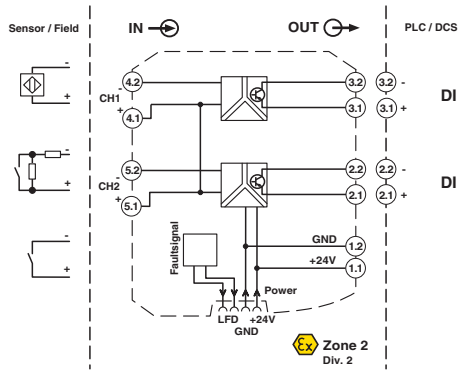 Sensor / Field
IN
OUT
PLC / DCS
-
+
4.2
-
CH1
+
4.1
3.2
3.1
3.2 -
3.1 +
DI
-
+
5.2
-
CH2
+
5.1
2.2
2.1
2.2 -
2.1 +
DI
-
+
Faultsignal
GND
1.2
+24V
1.1
Power
LFD
+24V
GND
Ex
Zone 2
Div. 2